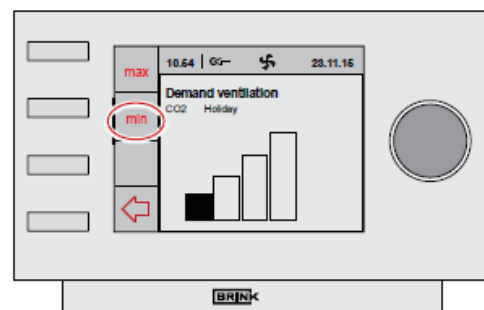 max
10.54 23.11.15
Demand ventilation
CO2 Holiday
min
BRINK